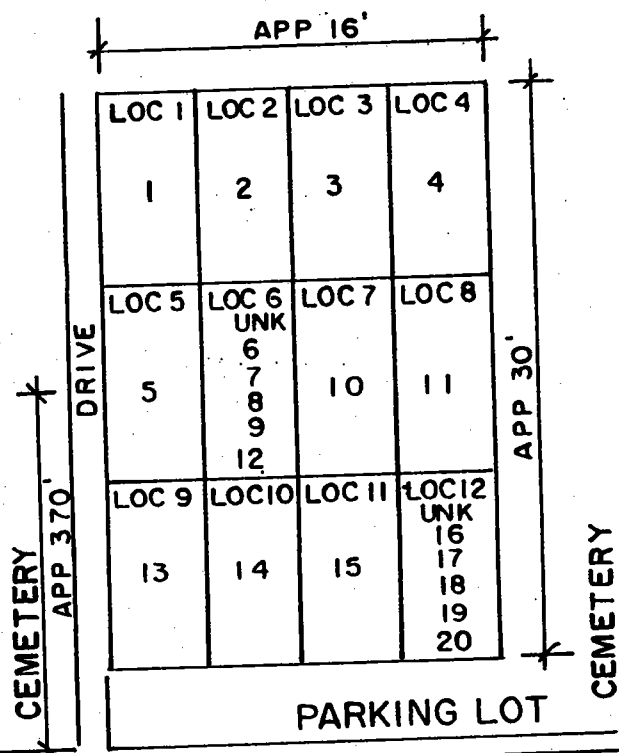 APP 16'
LOC 1 LOC 2 LOC 3 LOC 4
1 2 3 4
LOC 5 LOC 6 LOC 7 LOC 8
UNK
6
7
8
9
12
5 10 11
LOC 9 LOC10 LOC 11 LOC12
UNK
16
17
18
19
20
13 14 15
DRIVE
APP 370'
CEMETERY
APP 30'
CEMETERY
PARKING LOT